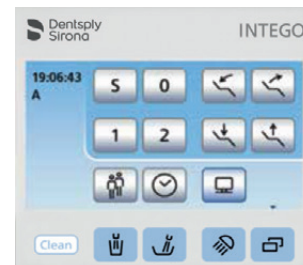 Dentsply
Sirona
INTEGO
19:06:43
A
S 0
1 2
Clean